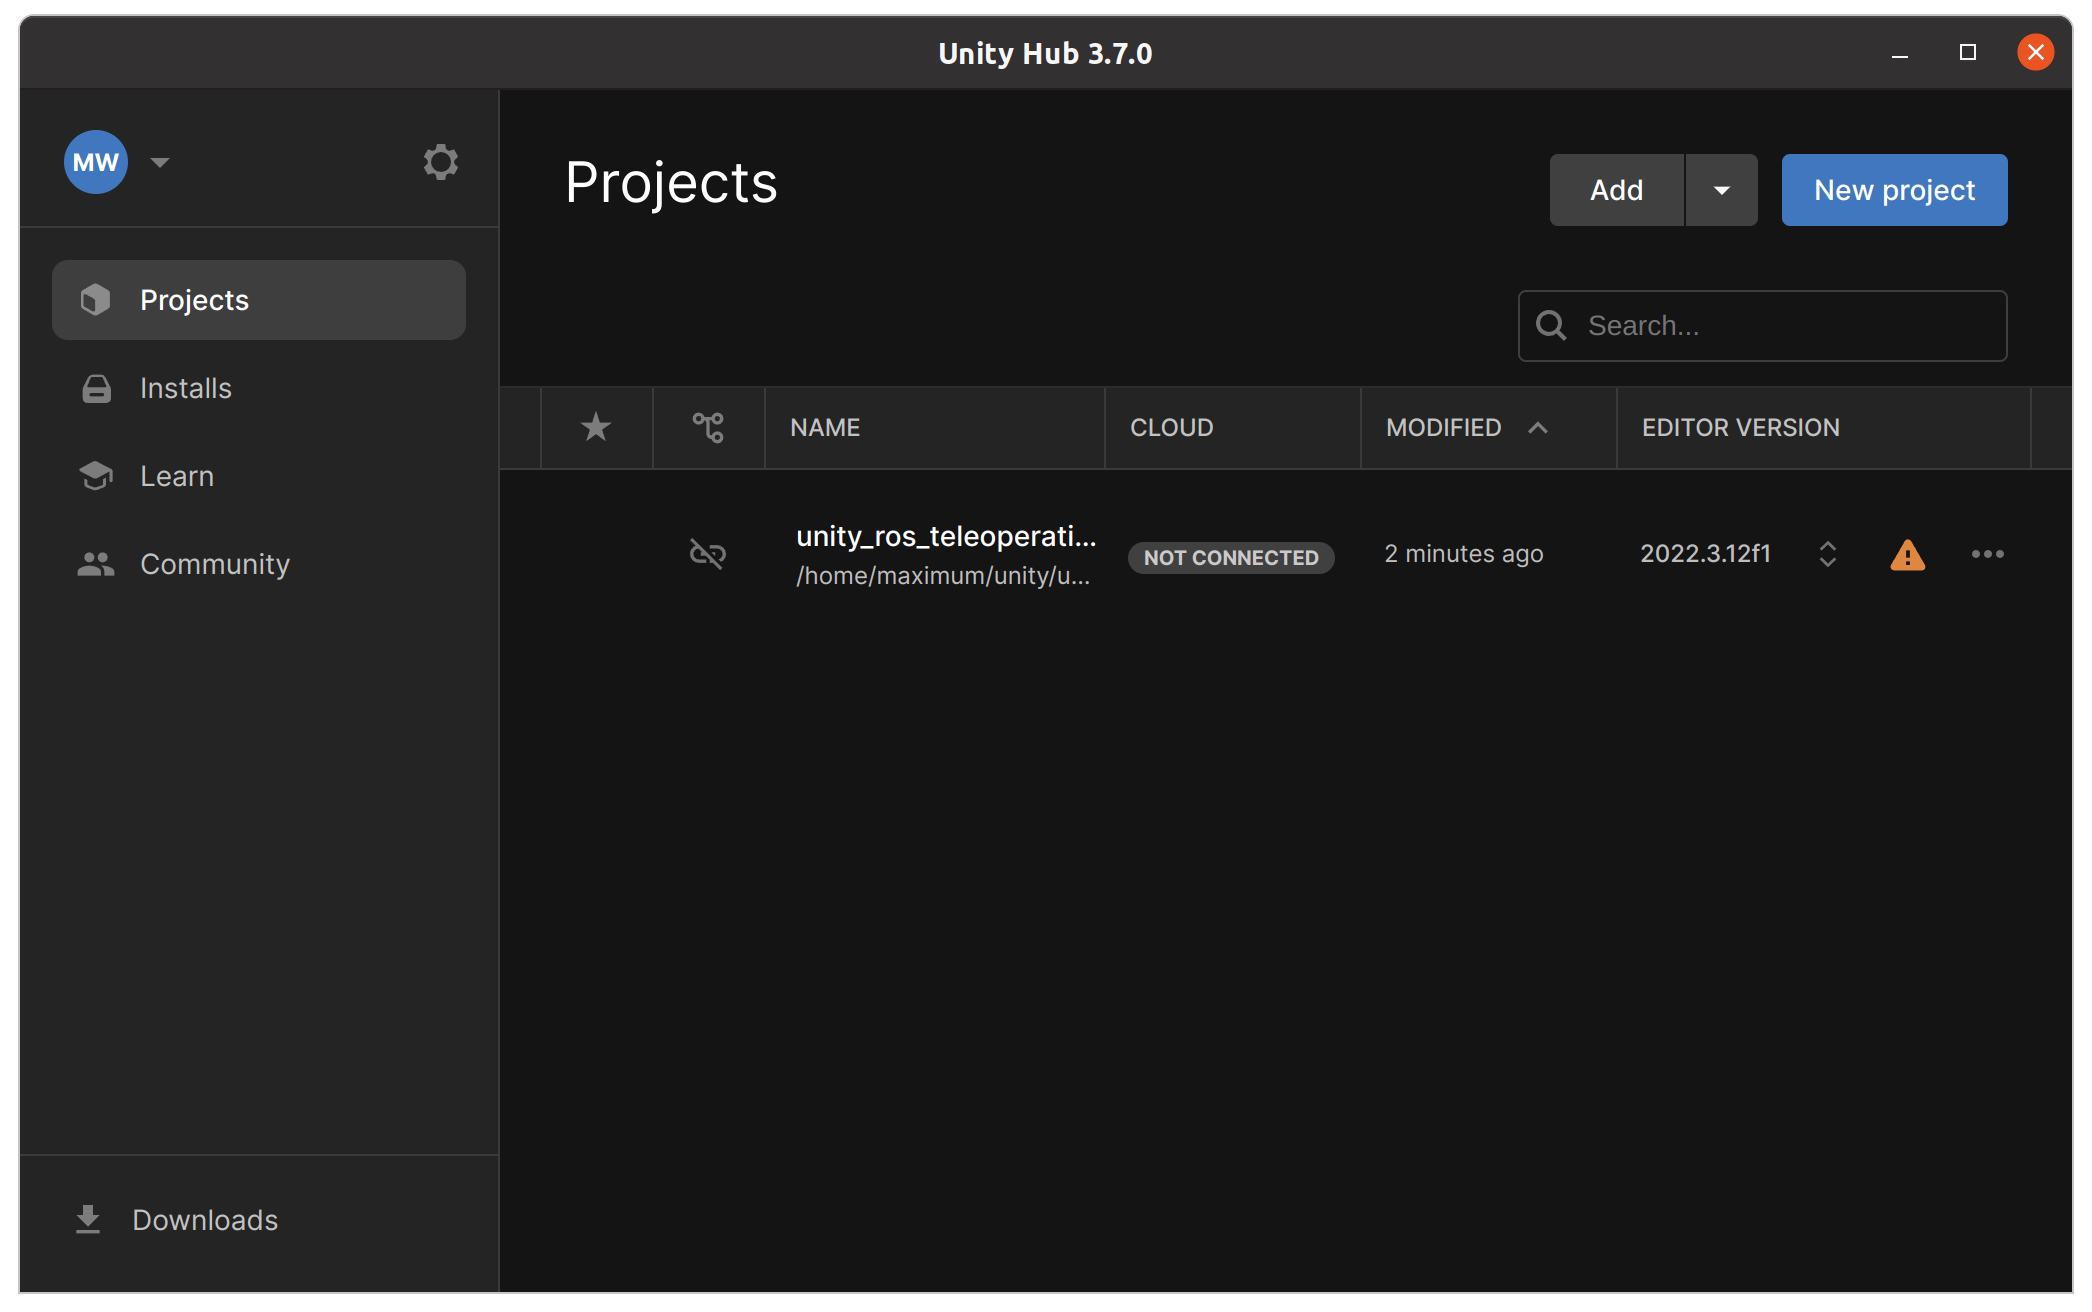 Unity Hub 3.7.0
MW
Projects
Installs
Learn
Community
Downloads
Projects
Add
New project
Search...
NAME CLOUD MODIFIED EDITOR VERSION
unity_ros_teleoperati... NOT CONNECTED 2 minutes ago 2022.3.12f1
/home/maximum/unity/u...